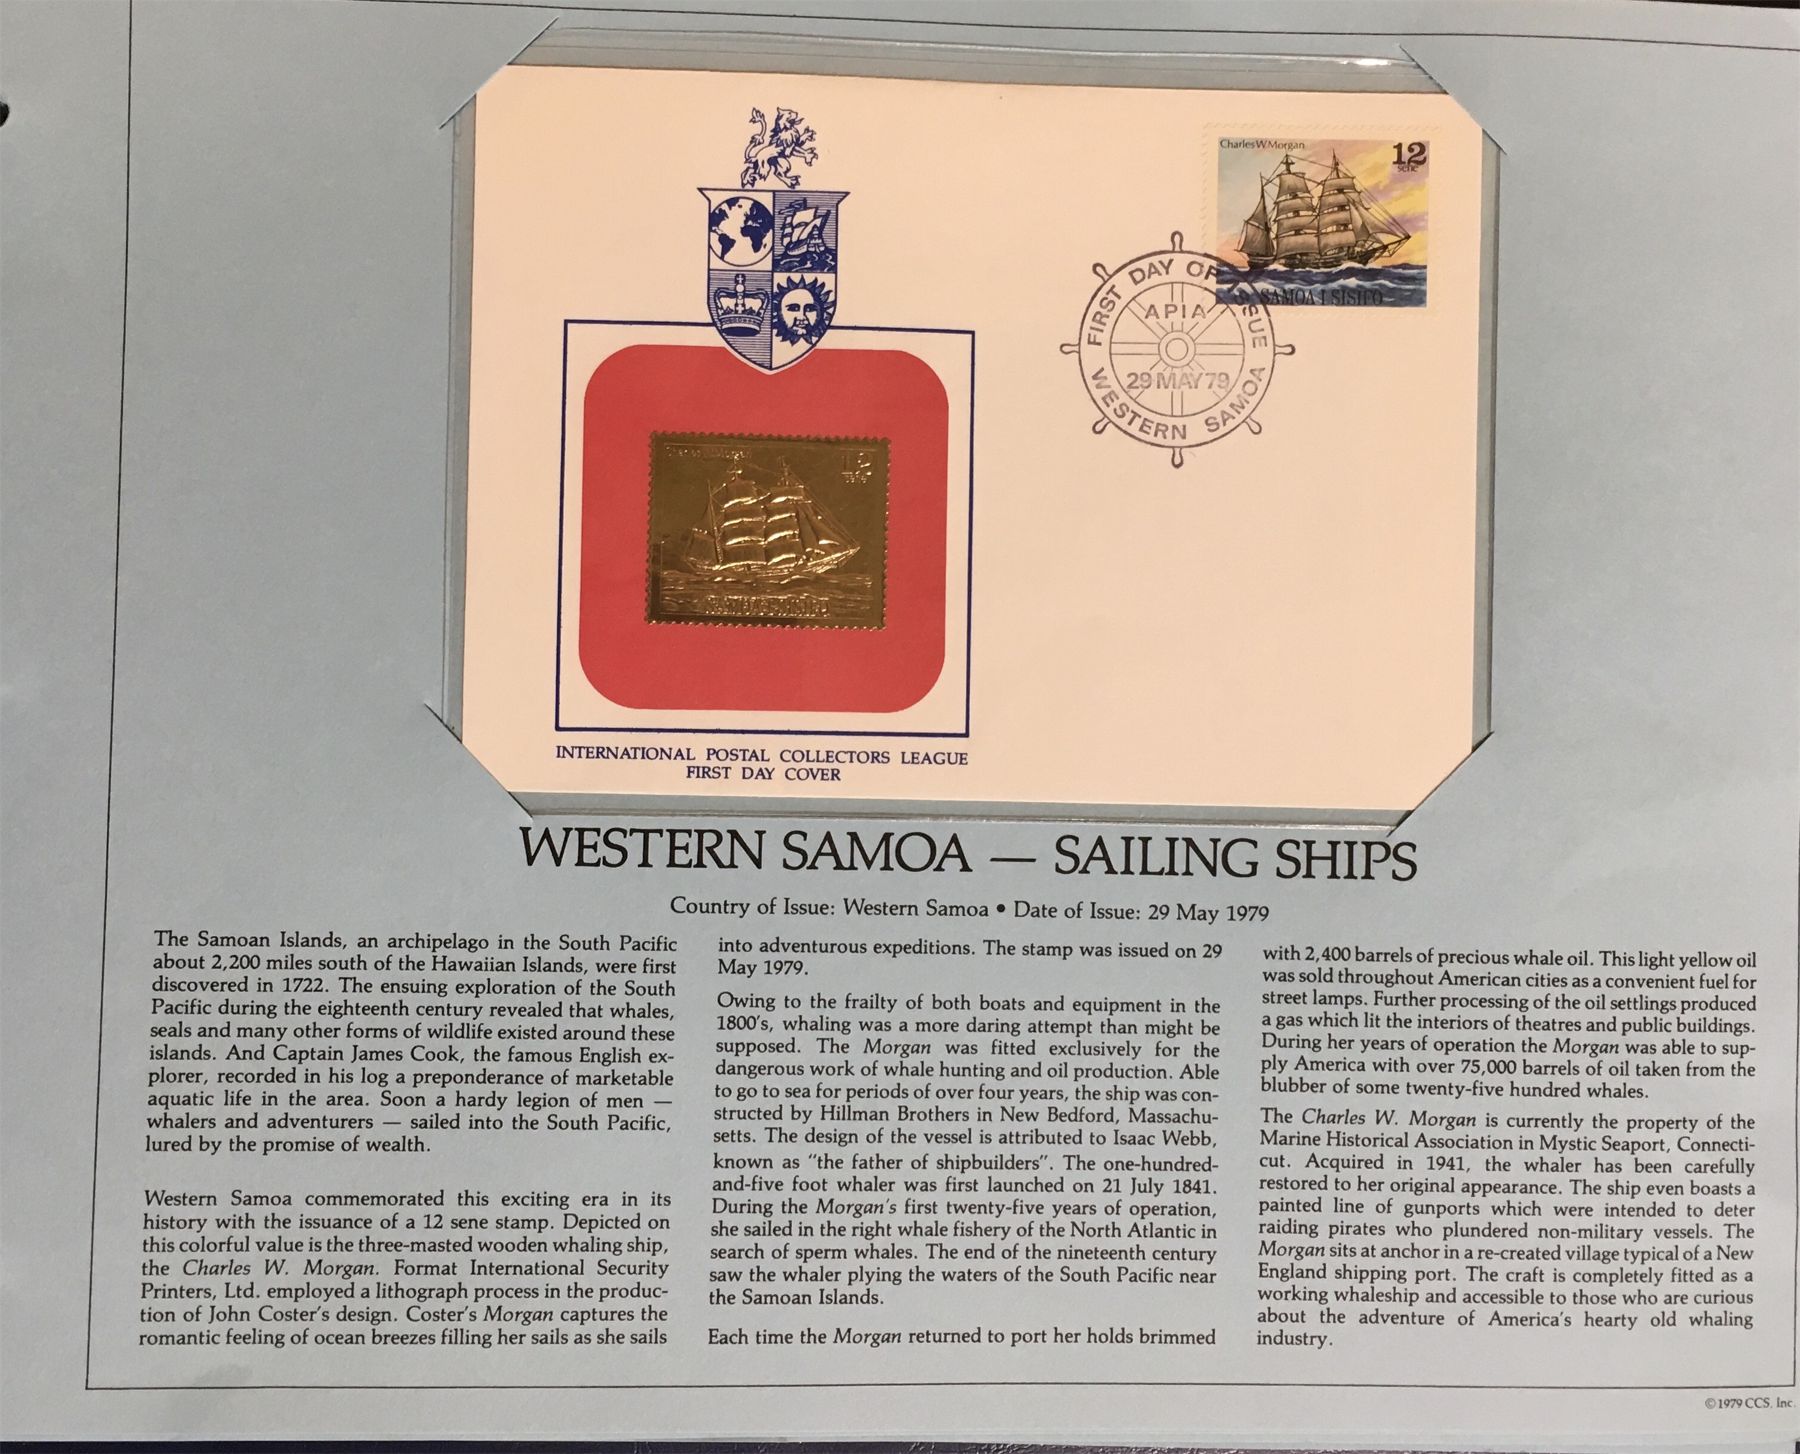 Charles W. Morgan
12
sene
SAMOA I SISIFO
FIRST DAY OF ISSUE
APIA
29 MAY 79
WESTERN SAMOA
12
sene
INTERNATIONAL POSTAL COLLECTORS LEAGUE
FIRST DAY COVER
WESTERN SAMOA — SAILING SHIPS
Country of Issue: Western Samoa • Date of Issue: 29 May 1979
The Samoan Islands, an archipelago in the South Pacific
about 2,200 miles south of the Hawaiian Islands, were first
discovered in 1722. The ensuing exploration of the South
Pacific during the eighteenth century revealed that whales,
seals and many other forms of wildlife existed around these
islands. And Captain James Cook, the famous English ex-
plorer, recorded in his log a preponderance of marketable
aquatic life in the area. Soon a hardy legion of men —
whalers and adventurers — sailed into the South Pacific,
lured by the promise of wealth.
Western Samoa commemorated this exciting era in its
history with the issuance of a 12 sene stamp. Depicted on
this colorful value is the three-masted wooden whaling ship,
the Charles W. Morgan. Format International Security
Printers, Ltd. employed a lithograph process in the produc-
tion of John Coster's design. Coster's Morgan captures the
romantic feeling of ocean breezes filling her sails as she sails
into adventurous expeditions. The stamp was issued on 29
May 1979.
Owing to the frailty of both boats and equipment in the
1800's, whaling was a more daring attempt than might be
supposed. The Morgan was fitted exclusively for the
dangerous work of whale hunting and oil production. Able
to go to sea for periods of over four years, the ship was con-
structed by Hillman Brothers in New Bedford, Massachu-
setts. The design of the vessel is attributed to Isaac Webb,
known as "the father of shipbuilders". The one-hundred-
and-five foot whaler was first launched on 21 July 1841.
During the Morgan's first twenty-five years of operation,
she sailed in the right whale fishery of the North Atlantic in
search of sperm whales. The end of the nineteenth century
saw the whaler plying the waters of the South Pacific near
the Samoan Islands.
Each time the Morgan returned to port her holds brimmed
with 2,400 barrels of precious whale oil. This light yellow oil
was sold throughout American cities as a convenient fuel for
street lamps. Further processing of the oil settlings produced
a gas which lit the interiors of theatres and public buildings.
During her years of operation the Morgan was able to sup-
ply America with over 75,000 barrels of oil taken from the
blubber of some twenty-five hundred whales.
The Charles W. Morgan is currently the property of the
Marine Historical Association in Mystic Seaport, Connecti-
cut. Acquired in 1941, the whaler has been carefully
restored to her original appearance. The ship even boasts a
painted line of gunports which were intended to deter
raiding pirates who plundered non-military vessels. The
Morgan sits at anchor in a re-created village typical of a New
England shipping port. The craft is completely fitted as a
working whaleship and accessible to those who are curious
about the adventure of America's hearty old whaling
industry.
©1979 CCS, Inc.